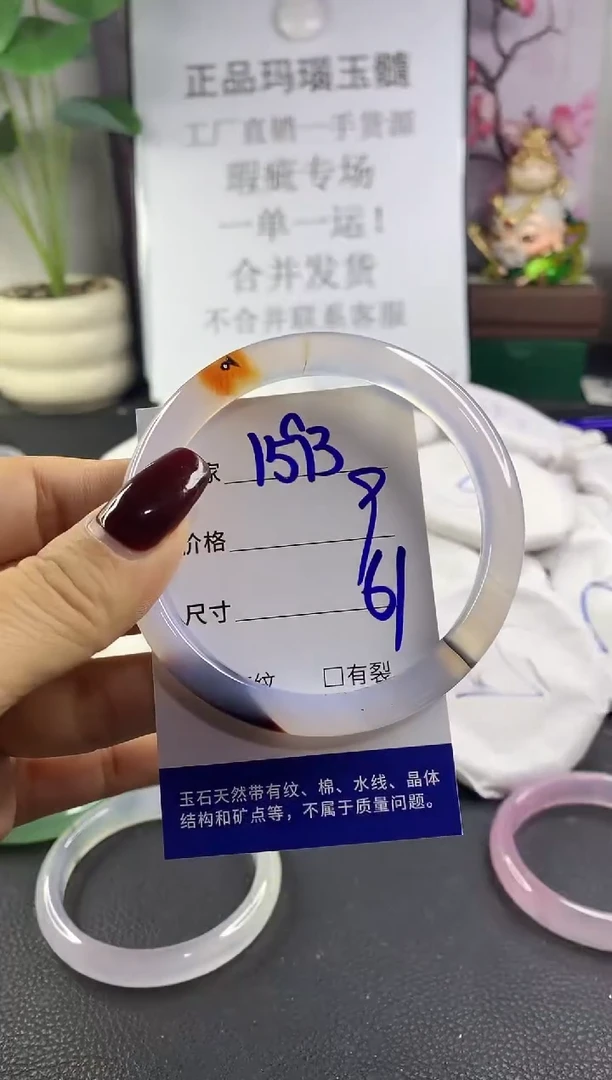 正品玛瑙玉髓
工厂直销一手货源
瑕疵专场
一单一运！
合并发货
不合并联系客服
家
价格
尺寸 61
纹 □有裂
玉石天然带有纹、棉、水线、晶体
结构和矿点等，不属于质量问题。